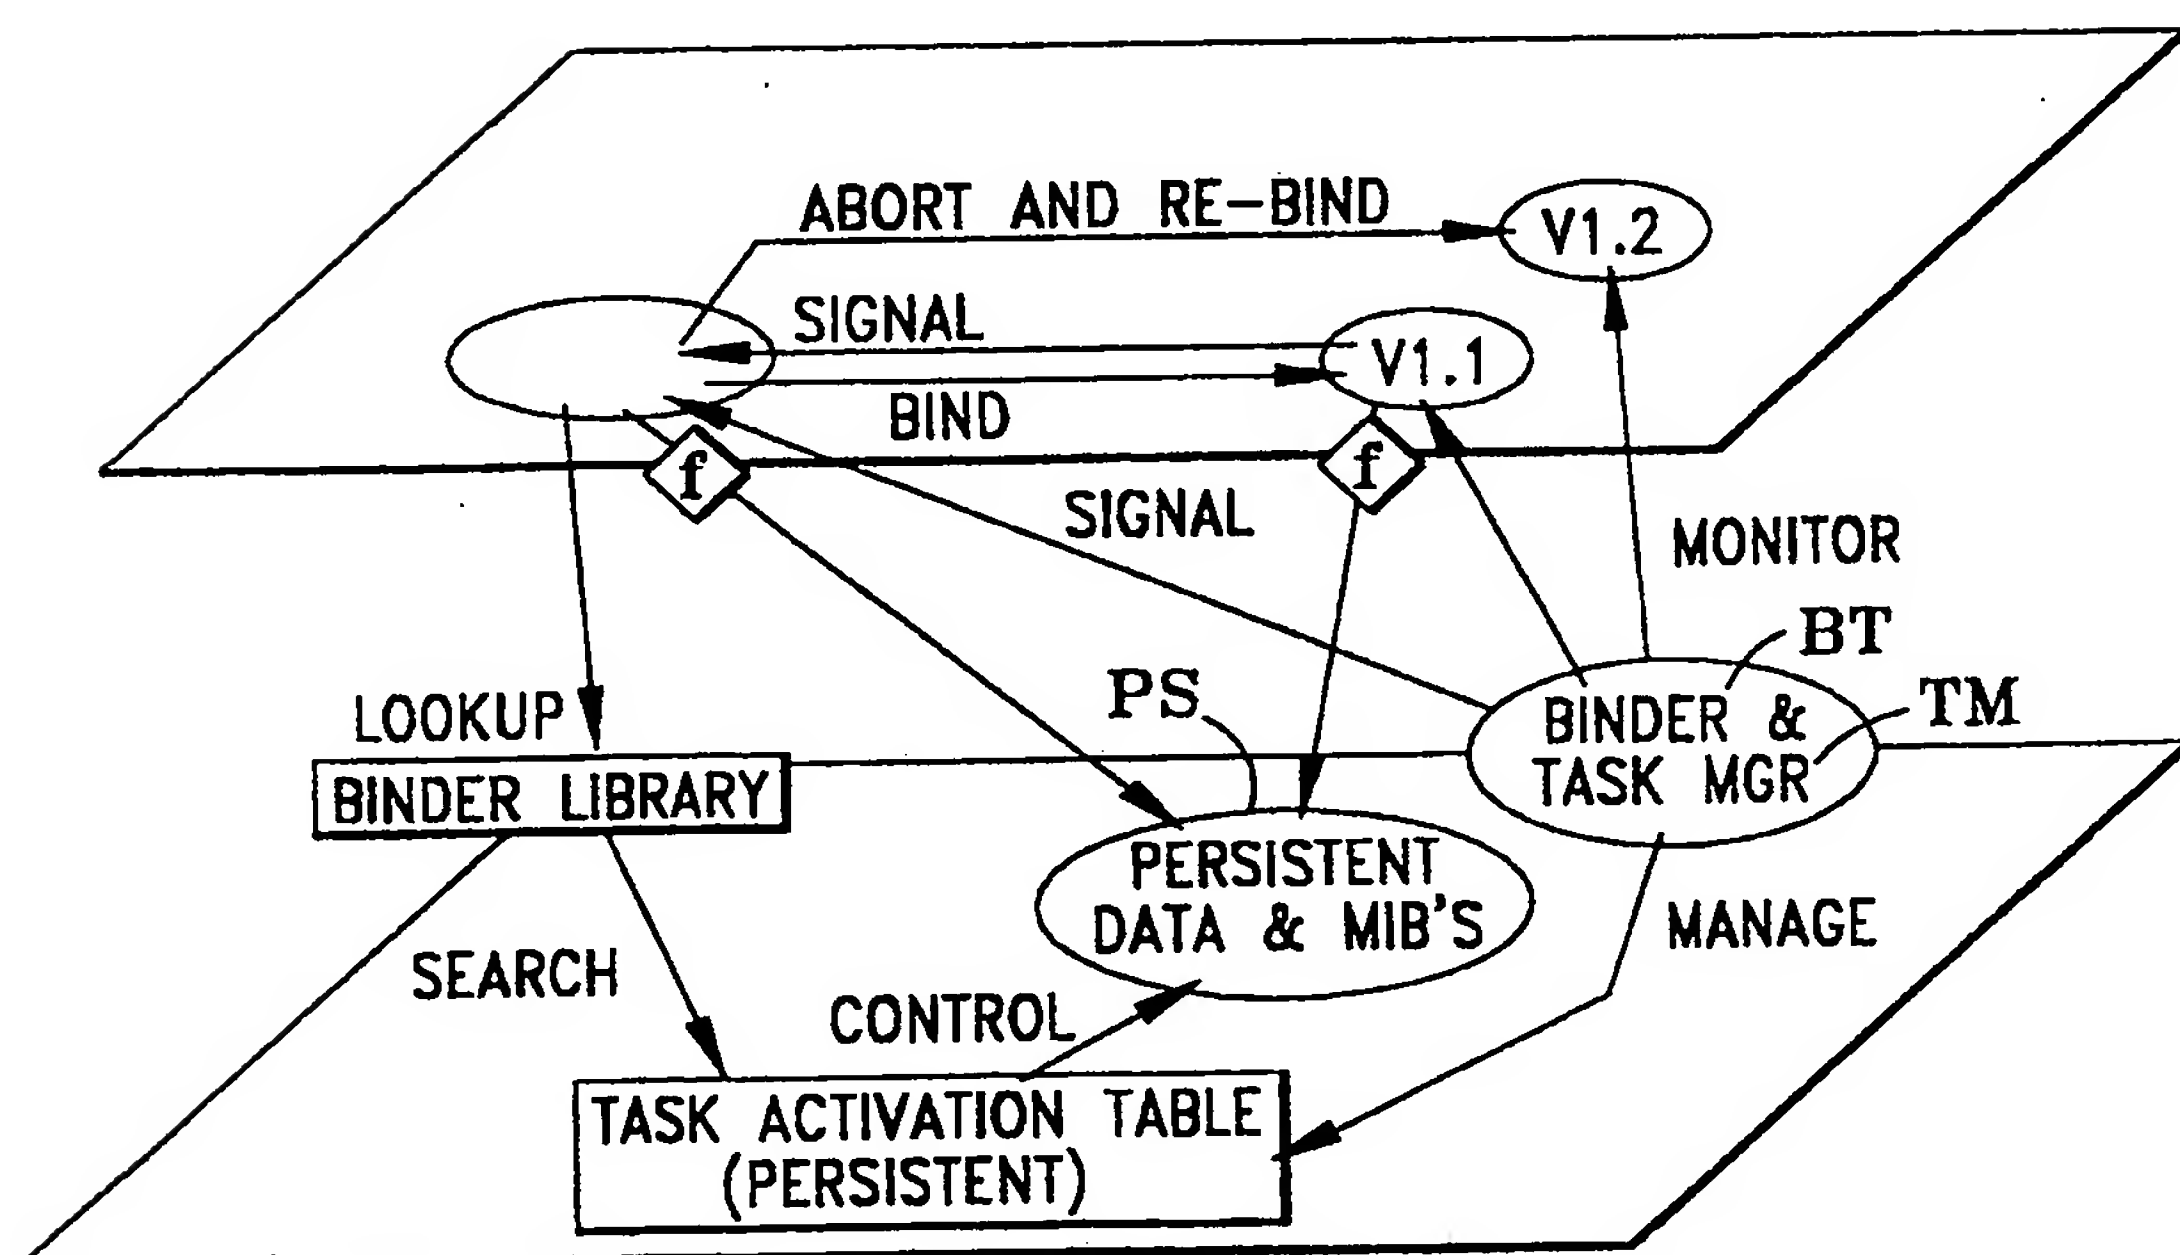 ABORT AND RE-BIND
V1.2
SIGNAL
V1.1
BIND
f
f
SIGNAL
MONITOR
BT
PS
TM
LOOKUP
BINDER &
TASK MGR
BINDER LIBRARY
PERSISTENT
DATA & MIB'S
MANAGE
SEARCH
CONTROL
TASK ACTIVATION TABLE
(PERSISTENT)